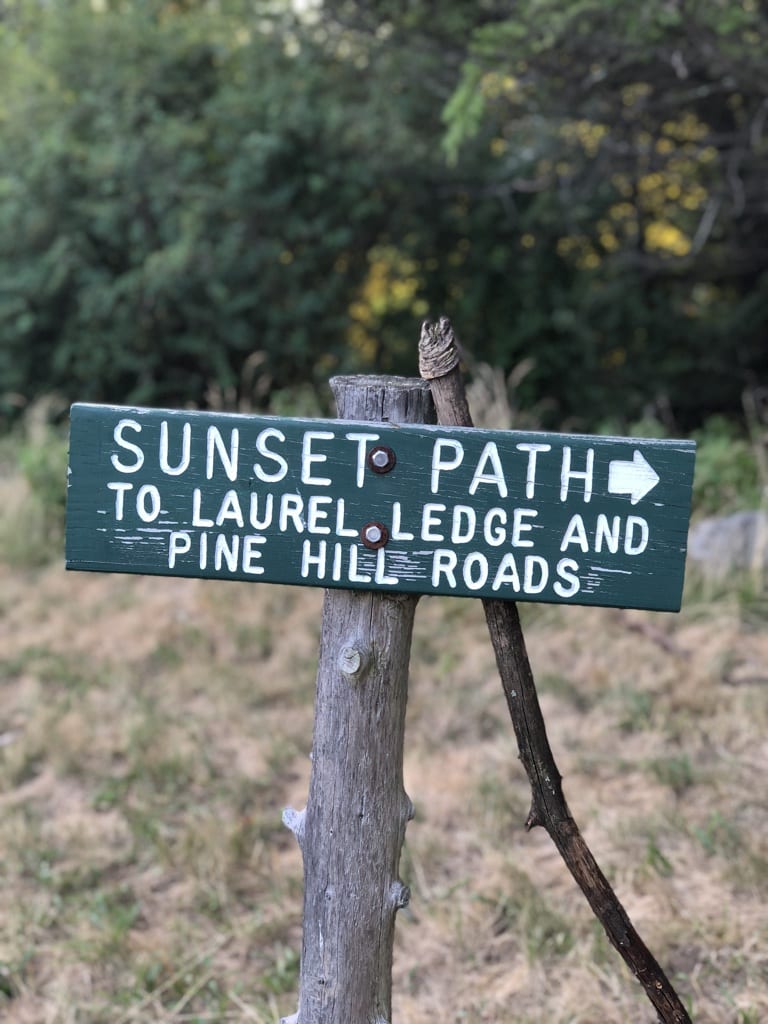 SUNSET PATH
TO LAUREL LEDGE AND
PINE HILL ROADS